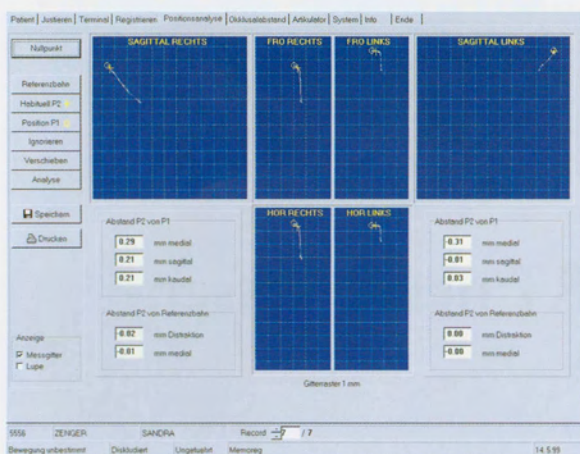 Patient | Justieren | Terminal | Registrieren | Positionsanalyse | Okklusalabstand | Artikulator | System | Info | Ende |
Nullpunkt
Referenzbahn
Habituell P2
Position P1
Ignorieren
Verschieben
Analyse
Speichern
Drucken
Anzeige
Messgitter
Lupe
SAGITTAL RECHTS
FRO RECHTS
FRO LINKS
SAGITTAL LINKS
Abstand P2 von P1
0.29 mm medial
0.21 mm sagittal
0.21 mm kaudal
Abstand P2 von Referenzbahn
-0.02 mm Distraktion
-0.01 mm medial
HOR RECHTS
HOR LINKS
Gitterraster 1 mm
Abstand P2 von P1
-0.31 mm medial
-0.01 mm sagittal
0.03 mm kaudal
Abstand P2 von Referenzbahn
0.00 mm Distraktion
-0.00 mm medial
5556 ZENGER SANDRA Record 7 / 7
Bewegung unbestimmt Diskludiert Ungefuehrt Memoreg 14.5.99